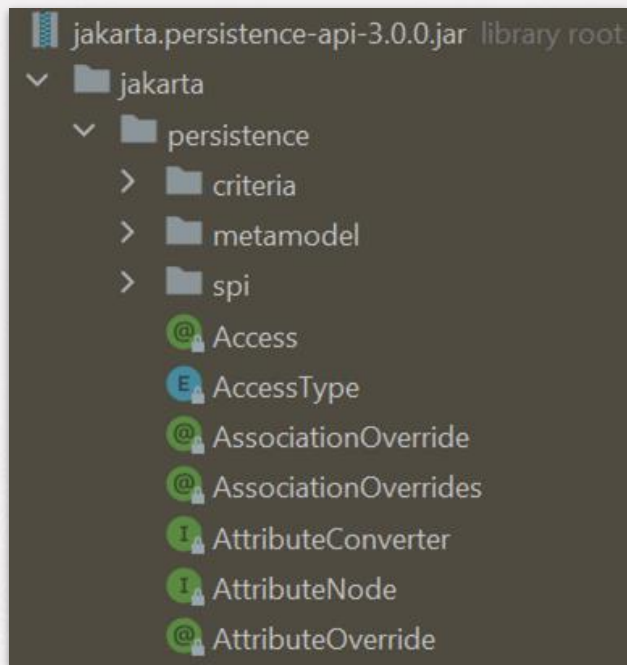 jakarta.persistence-api-3.0.0.jar library root
jakarta
persistence
criteria
metamodel
spi
@ Access
E AccessType
@ AssociationOverride
@ AssociationOverrides
I AttributeConverter
I AttributeNode
@ AttributeOverride